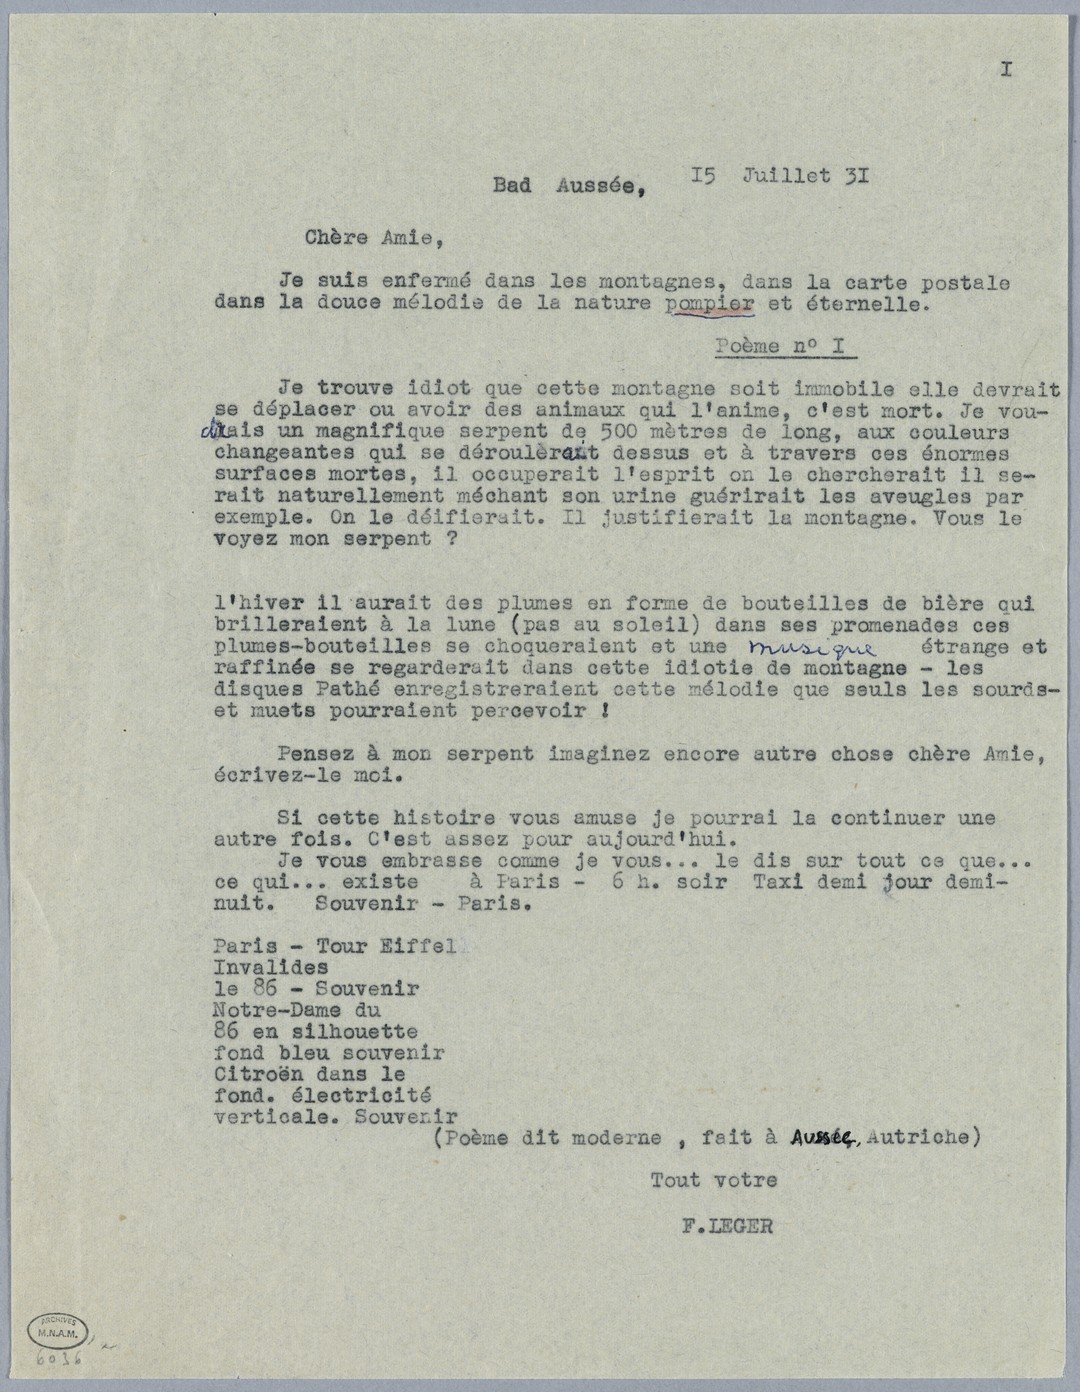 I
Bad Aussée, 15 Juillet 31
Chère Amie,
Je suis enfermé dans les montagnes, dans la carte postale
dans la douce mélodie de la nature pompier et éternelle.
Poème nº I
Je trouve idiot que cette montagne soit immobile elle devrait
se déplacer ou avoir des animaux qui l'anime, c'est mort. Je vou-
drais un magnifique serpent de 500 mètres de long, aux couleurs
changeantes qui se déroulerait dessus et à travers ces énormes
surfaces mortes, il occuperait l'esprit on le chercherait il se-
rait naturellement méchant son urine guérirait les aveugles par
exemple. On le déifierait. Il justifierait la montagne. Vous le
voyez mon serpent ?
l'hiver il aurait des plumes en forme de bouteilles de bière qui
brilleraient à la lune (pas au soleil) dans ses promenades ces
plumes-bouteilles se choqueraient et une musique étrange et
raffinée se regarderait dans cette idiotie de montagne - les
disques Pathé enregistreraient cette mélodie que seuls les sourds-
et muets pourraient percevoir !
Pensez à mon serpent imaginez encore autre chose chère Amie,
écrivez-le moi.
Si cette histoire vous amuse je pourrai la continuer une
autre fois. C'est assez pour aujourd'hui.
Je vous embrasse comme je vous... le dis sur tout ce que...
ce qui... existe à Paris - 6 h. soir Taxi demi jour demi-
nuit. Souvenir - Paris.
Paris - Tour Eiffel
Invalides
le 86 - Souvenir
Notre-Dame du
86 en silhouette
fond bleu souvenir
Citroën dans le
fond. électricité
verticale. Souvenir
(Poème dit moderne , fait à Aussée, Autriche)
Tout votre
F.LEGER
ARCHIVES
M.N.A.M.
6036